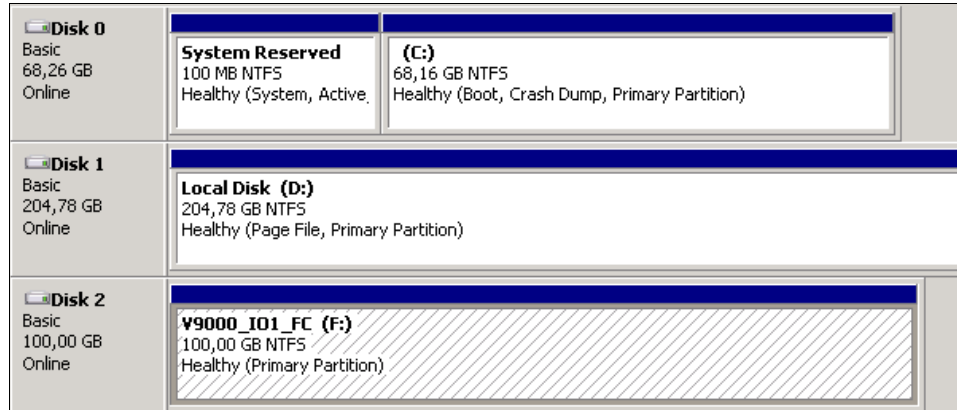 Disk 0
Basic
68,26 GB
Online
System Reserved
100 MB NTFS
Healthy (System, Active,
(C:)
68,16 GB NTFS
Healthy (Boot, Crash Dump, Primary Partition)
Disk 1
Basic
204,78 GB
Online
Local Disk (D:)
204,78 GB NTFS
Healthy (Page File, Primary Partition)
Disk 2
Basic
100,00 GB
Online
V9000_IO1_FC (F:)
100,00 GB NTFS
Healthy (Primary Partition)